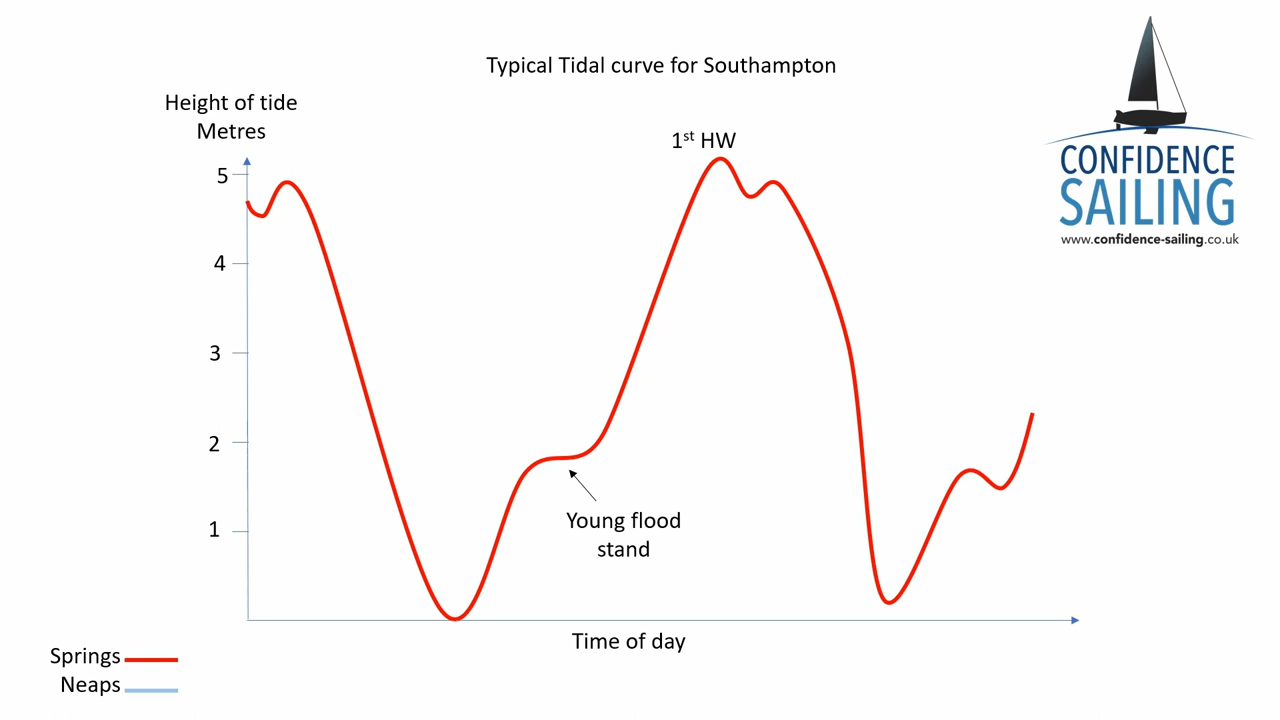 Typical Tidal curve for Southampton
Height of tide
Metres
1st HW
CONFIDENCE
SAILING
www.confidence-sailing.co.uk
5
4
3
2
1
Young flood
stand
Time of day
Springs
Neaps